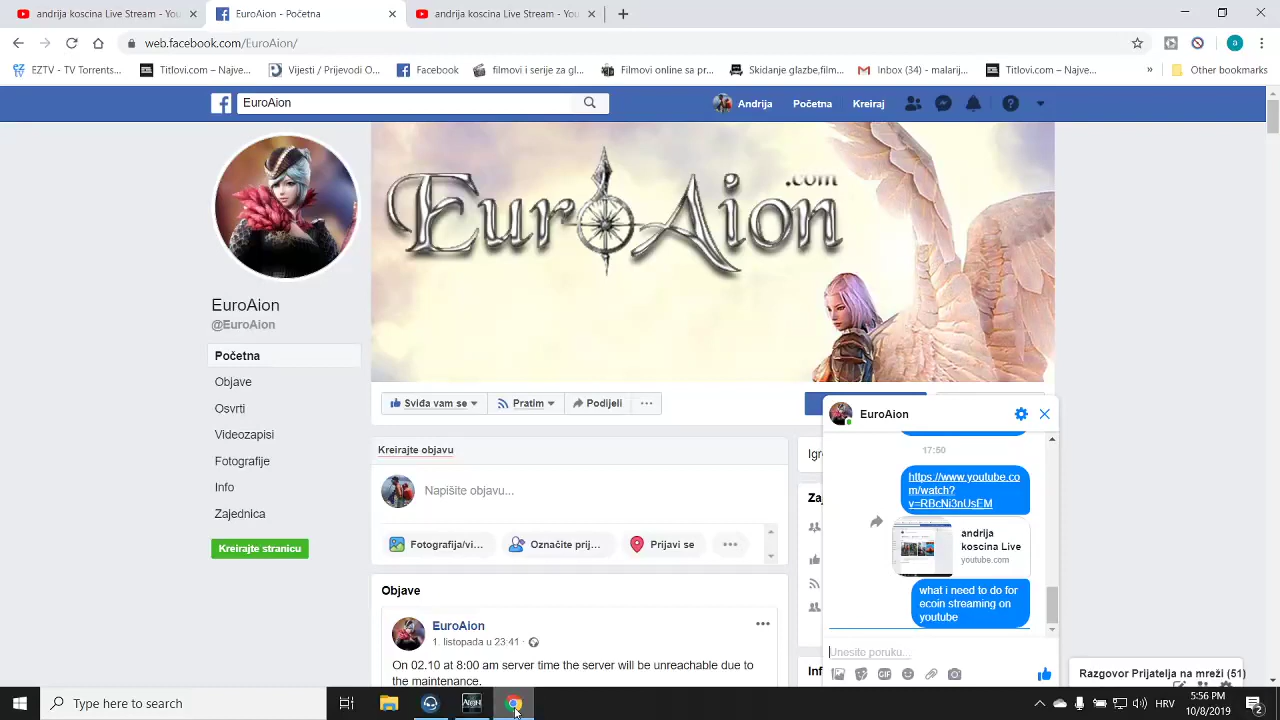 andrija koscina Live Stream - You
EuroAion - Početna
andrija koscina Live Stream - You
web.facebook.com/EuroAion/
EZTV - TV Torrents...
Titlovi.com – Najve...
Vijesti / Prijevodi O...
Facebook
filmovi i serije za gl...
Filmovi online sa pr...
Skidanje glazbe,film...
Inbox (34) - malarij...
Titlovi.com – Najve...
»
Other bookmarks
EuroAion
Andrija
Početna
Kreiraj
EuroAion.com
EuroAion
@EuroAion
Početna
Objave
Osvrti
Videozapisi
Fotografije
Info
Zajednica
Kreirajte stranicu
Sviđa vam se
Pratim
Podijeli
Kreirajte objavu
Napišite objavu...
Fotografija/vi...
Označite prij...
Prijavi se
Objave
EuroAion
1. listopada u 23:41
On 02.10 at 8:00 am server time the server will be unreachable due to
the maintenance.
Igre
Zaj
Inf
EuroAion
17:50
https://www.youtube.co
m/watch?
v=RBcNi3nUsEM
andrija
koscina Live
youtube.com
what i need to do for
ecoin streaming on
youtube
Unesite poruku...
GIF
Razgovor Prijatelja na mreži (51)
Type here to search
AION
HRV
5:56 PM
10/8/2019
2